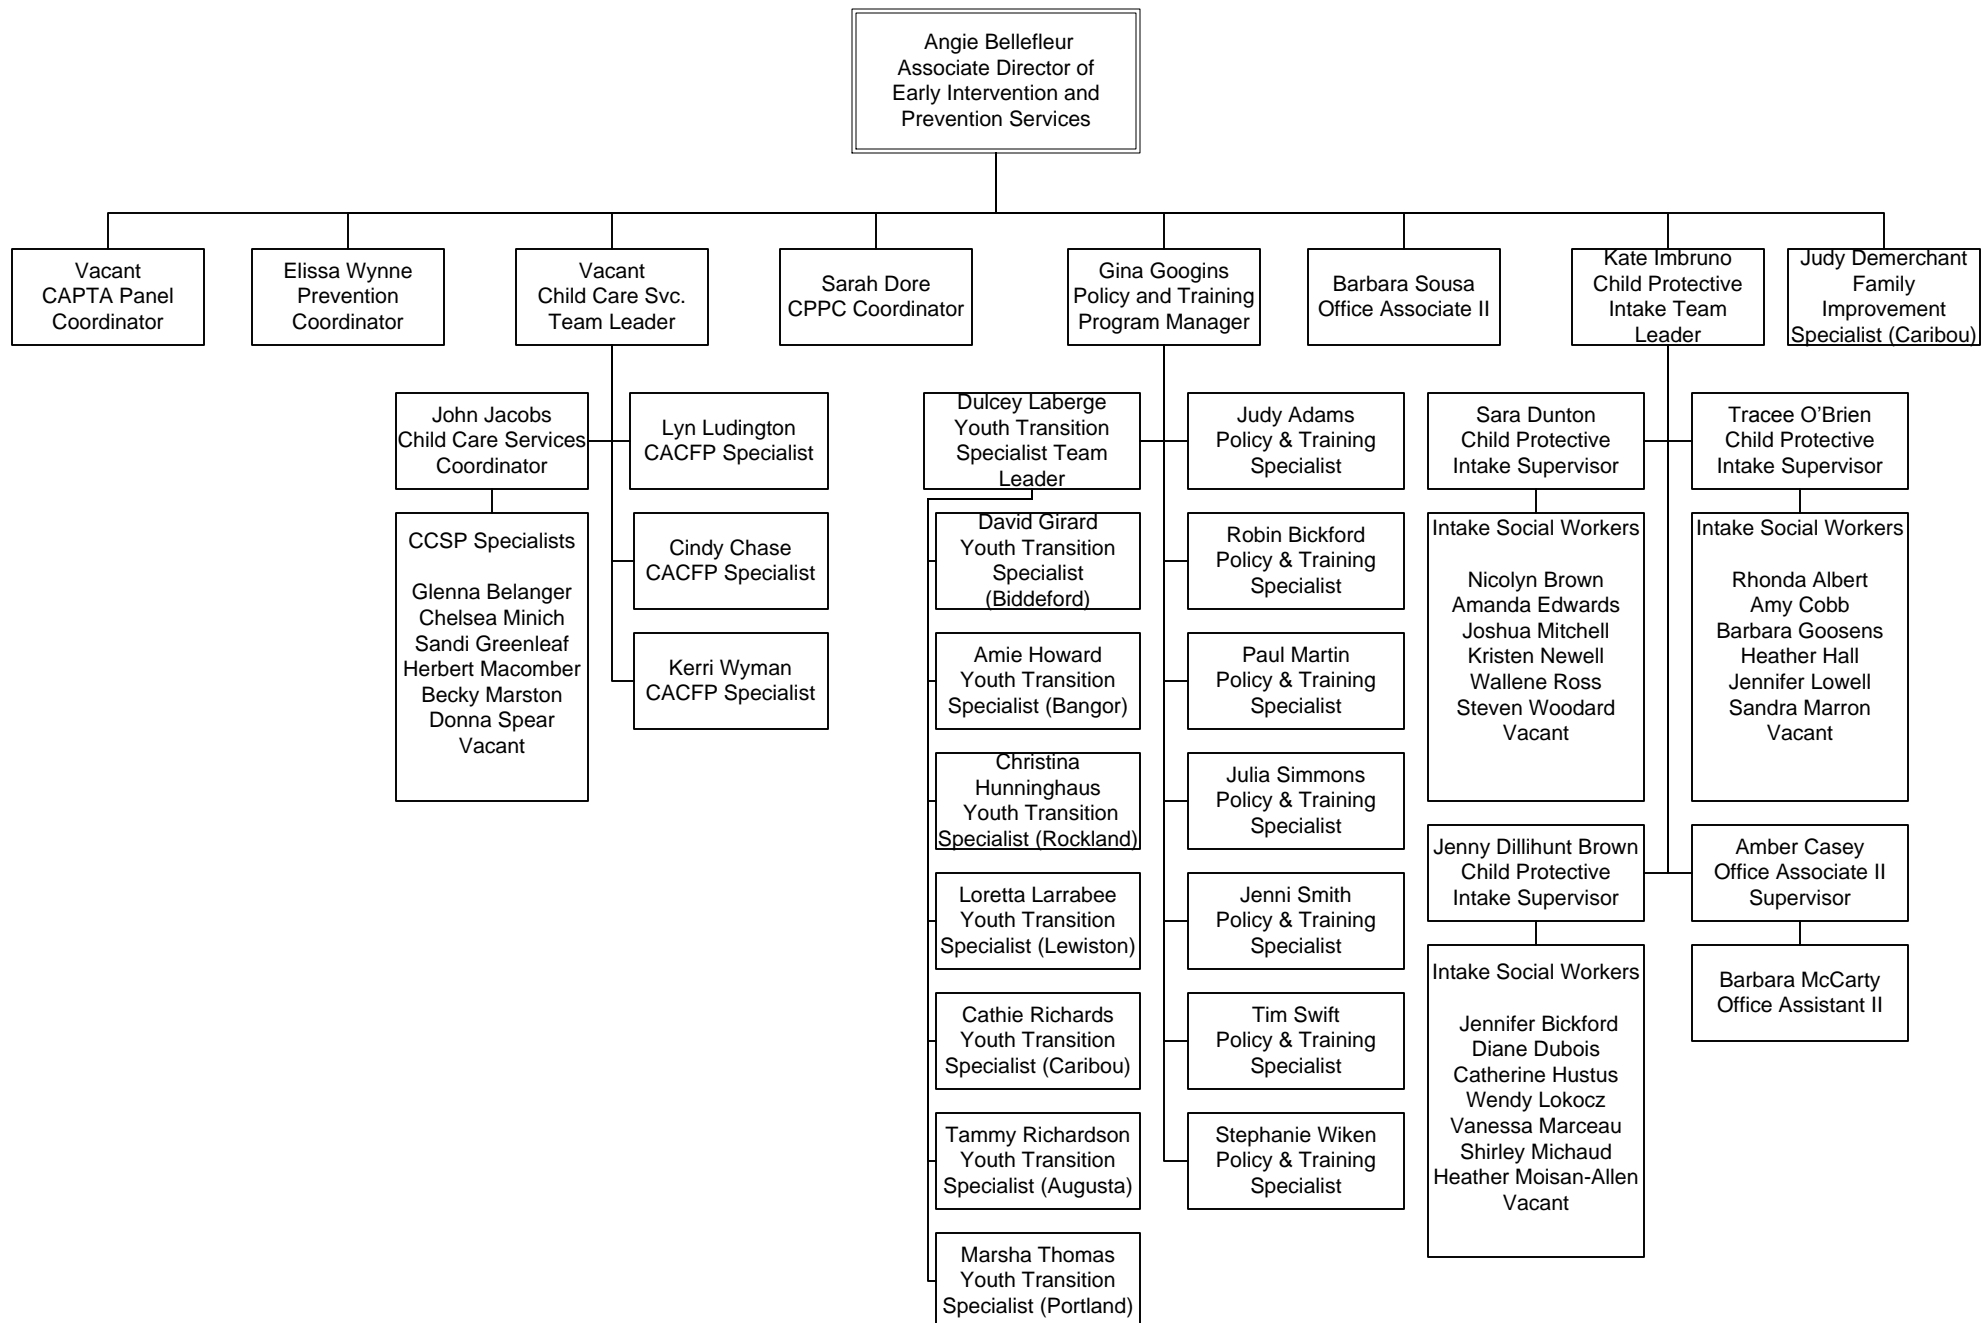 Angie Bellefleur
Associate Director of
Early Intervention and
Prevention Services
Vacant
CAPTA Panel
Coordinator
Elissa Wynne
Prevention
Coordinator
Vacant
Child Care Svc.
Team Leader
Sarah Dore
CPPC Coordinator
Gina Googins
Policy and Training
Program Manager
Barbara Sousa
Office Associate II
Kate Imbruno
Child Protective
Intake Team
Leader
Judy Demerchant
Family
Improvement
Specialist (Caribou)
John Jacobs
Child Care Services
Coordinator
Lyn Ludington
CACFP Specialist
CCSP Specialists
Glenna Belanger
Chelsea Minich
Sandi Greenleaf
Herbert Macomber
Becky Marston
Donna Spear
Vacant
Cindy Chase
CACFP Specialist
Kerri Wyman
CACFP Specialist
Dulcey Laberge
Youth Transition
Specialist Team
Leader
David Girard
Youth Transition
Specialist
(Biddeford)
Amie Howard
Youth Transition
Specialist (Bangor)
Christina
Hunninghaus
Youth Transition
Specialist (Rockland)
Loretta Larrabee
Youth Transition
Specialist (Lewiston)
Cathie Richards
Youth Transition
Specialist (Caribou)
Tammy Richardson
Youth Transition
Specialist (Augusta)
Marsha Thomas
Youth Transition
Specialist (Portland)
Judy Adams
Policy & Training
Specialist
Robin Bickford
Policy & Training
Specialist
Paul Martin
Policy & Training
Specialist
Julia Simmons
Policy & Training
Specialist
Jenni Smith
Policy & Training
Specialist
Tim Swift
Policy & Training
Specialist
Stephanie Wiken
Policy & Training
Specialist
Sara Dunton
Child Protective
Intake Supervisor
Intake Social Workers
Nicolyn Brown
Amanda Edwards
Joshua Mitchell
Kristen Newell
Wallene Ross
Steven Woodard
Vacant
Tracee O’Brien
Child Protective
Intake Supervisor
Intake Social Workers
Rhonda Albert
Amy Cobb
Barbara Goosens
Heather Hall
Jennifer Lowell
Sandra Marron
Vacant
Jenny Dillihunt Brown
Child Protective
Intake Supervisor
Intake Social Workers
Jennifer Bickford
Diane Dubois
Catherine Hustus
Wendy Lokocz
Vanessa Marceau
Shirley Michaud
Heather Moisan-Allen
Vacant
Amber Casey
Office Associate II
Supervisor
Barbara McCarty
Office Assistant II